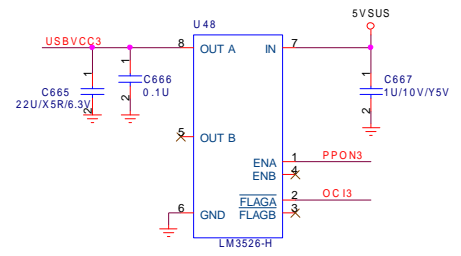 U48
5VSUS
USBVCC3
8
OUT A
IN
7
1
2
C665
22U/X5R/6.3V
1
2
C666
0.1U
1
2
C667
1U/10V/Y5V
5
OUT B
ENA
1
PPON3
ENB
4
FLAGA
2
OCI3
FLAGB
3
6
GND
LM3526-H